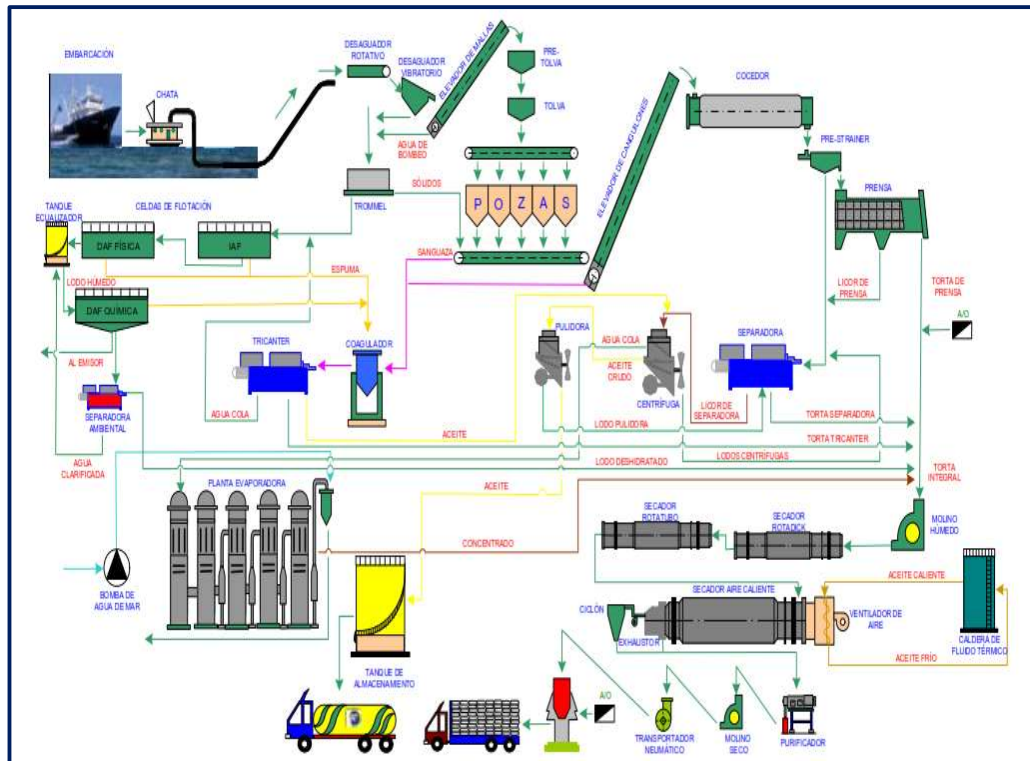 EMBARCACIÓN
CHATA
DESAGUADOR
ROTATIVO
DESAGUADOR
VIBRATORIO
ELEVADOR DE MALLAS
PRE-
TOLVA
TOLVA
ELEVADOR DE CANGUILONES
COCEDOR
PRE-STRAINER
PRENSA
AGUA DE
BOMBEO
SÓLIDOS
TROMMEL
P O Z A S
TANQUE
ECUALIZADOR
CELDAS DE FLOTACIÓN
DAF FÍSICA
IAF
SANGUAZA
ESPUMA
LODO HÚMEDO
DAF QUÍMICA
LICOR DE
PRENSA
TORTA DE
PRENSA
A/O
AL EMISOR
TRICANTER
COAGULADOR
PULIDORA
AGUA COLA
ACEITE
CRUDO
CENTRÍFUGA
SEPARADORA
LICOR DE
SEPARADORA
SEPARADORA
AMBIENTAL
AGUA COLA
ACEITE
LODO PULIDORA
TORTA SEPARADORA
TORTA TRICANTER
AGUA
CLARIFICADA
LODO DESHIDRATADO
LODOS CENTRÍFUGAS
TORTA
INTEGRAL
PLANTA EVAPORADORA
ACEITE
CONCENTRADO
SECADOR
ROTATUBO
SECADOR
ROTADICK
MOLINO
HÚMEDO
BOMBA DE
AGUA DE MAR
SECADOR AIRE CALIENTE
ACEITE CALIENTE
CICLÓN
EXHAUSTOR
VENTILADOR DE
AIRE
ACEITE FRÍO
CALDERA DE
FLUIDO TÉRMICO
TANQUE DE
ALMACENAMIENTO
A/O
TRANSPORTADOR
NEUMÁTICO
MOLINO
SECO
PURIFICADOR